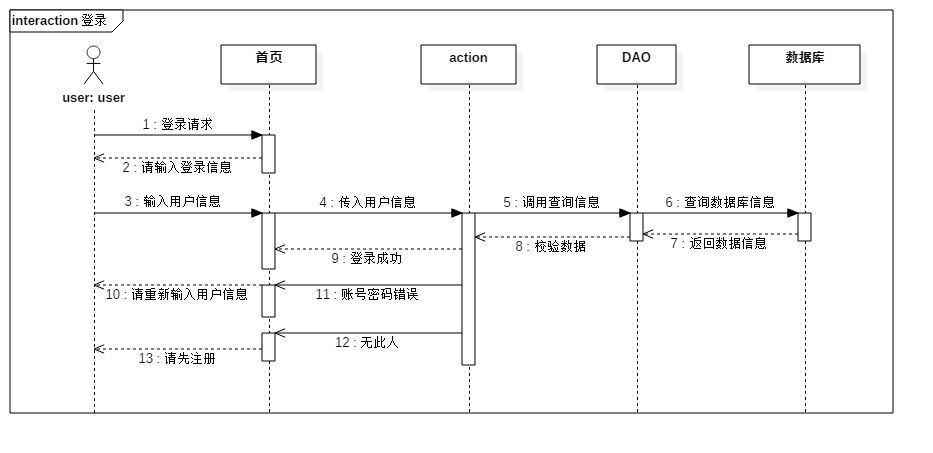 interaction 登录
user: user
首页
action
DAO
数据库
1 : 登录请求
2 : 请输入登录信息
3 : 输入用户信息
4 : 传入用户信息
5 : 调用查询信息
6 : 查询数据库信息
7 : 返回数据信息
8 : 校验数据
9 : 登录成功
10 : 请重新输入用户信息
11 : 账号密码错误
12 : 无此人
13 : 请先注册